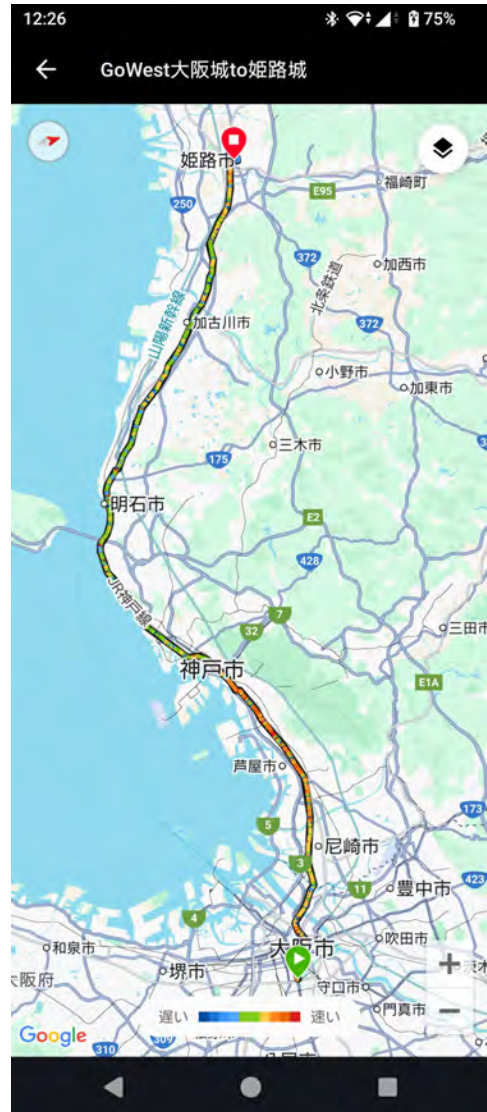 12:26
75%
GoWest大阪城to姫路城
姫路市
福崎町
E95
250
372
加西市
北条鉄道
山陽新幹線
加古川市
372
小野市
加東市
三木市
175
明石市
E2
428
JR神戸線
7
32
三田市
神戸市
E1A
芦屋市
173
5
尼崎市
3
423
11
豊中市
4
大阪市
吹田市
和泉市
堺市
守口市
大阪府
門真市
遅い
速い
Google
310
309